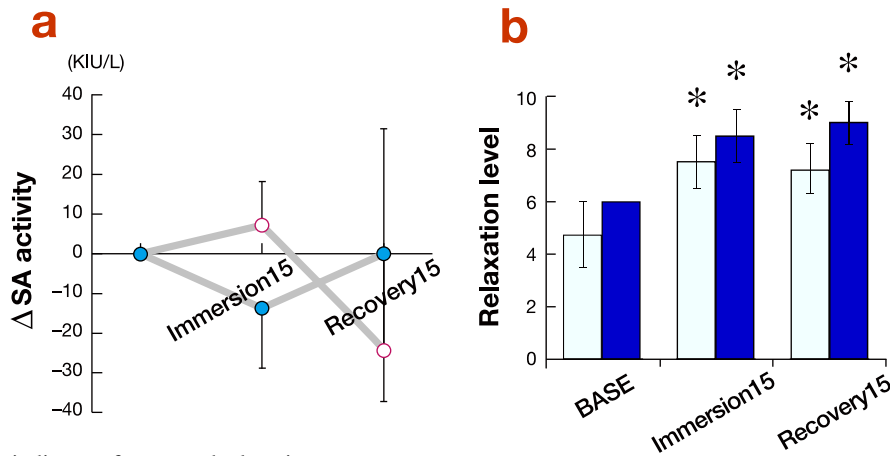 a
(KIU/L)
40
30
20
10
0
−10
−20
−30
−40
Δ SA activity
Immersion15
Recovery15
b
10
8
6
4
2
0
Relaxation level
* * * *
BASE
Immersion15
Recovery15